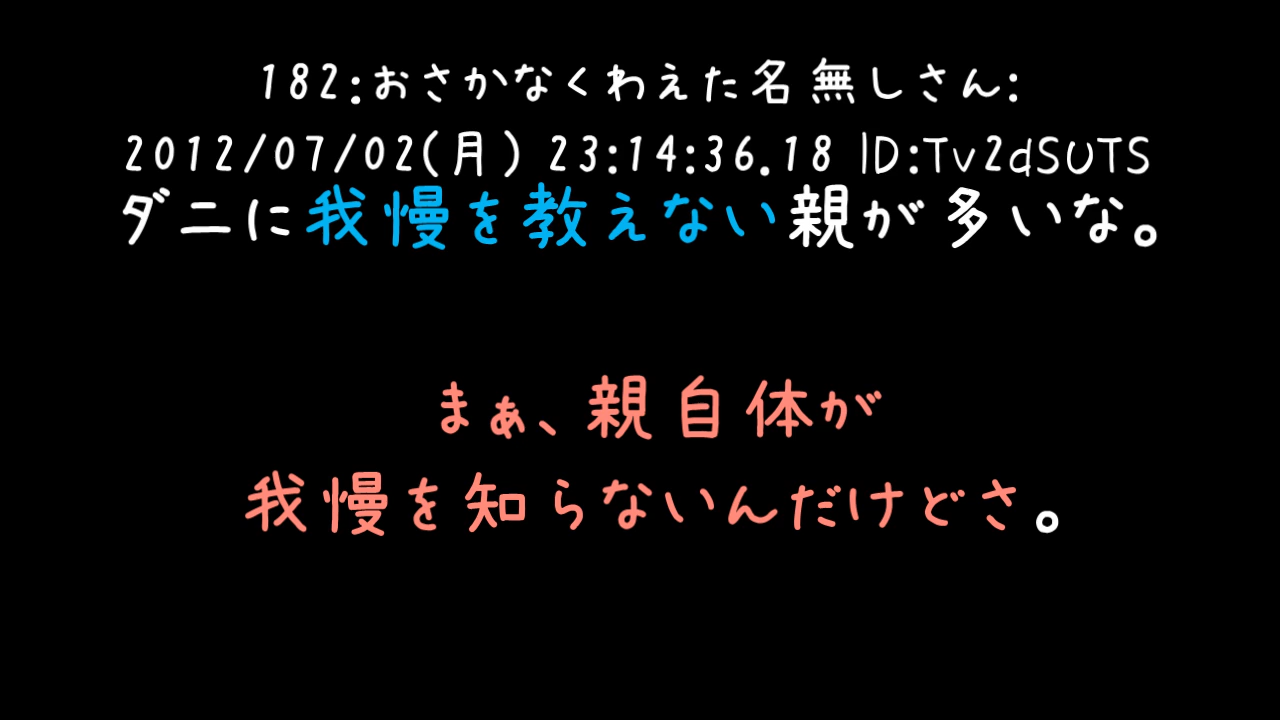 182:おさかなくわえた名無しさん:
2012/07/02(月) 23:14:36.18 ID:Tv2dSUTS
ダニに我慢を教えない親が多いな。
まぁ、親自体が
我慢を知らないんだけどさ。